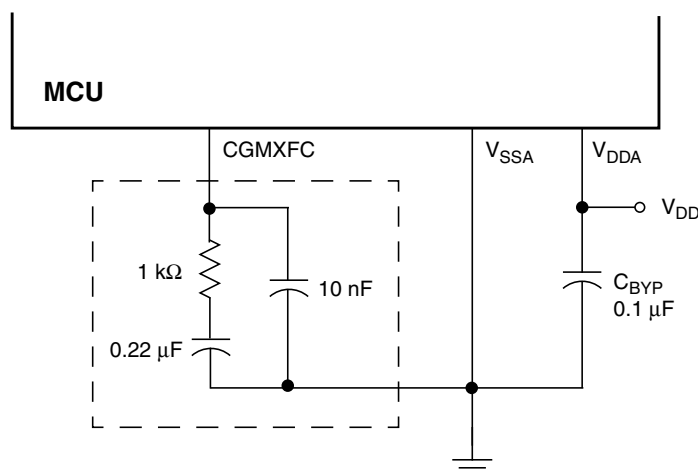 MCU
CGMXFC
V_SSA
V_DDA
V_DD
1 kΩ
10 nF
C_BYP
0.1 μF
0.22 μF